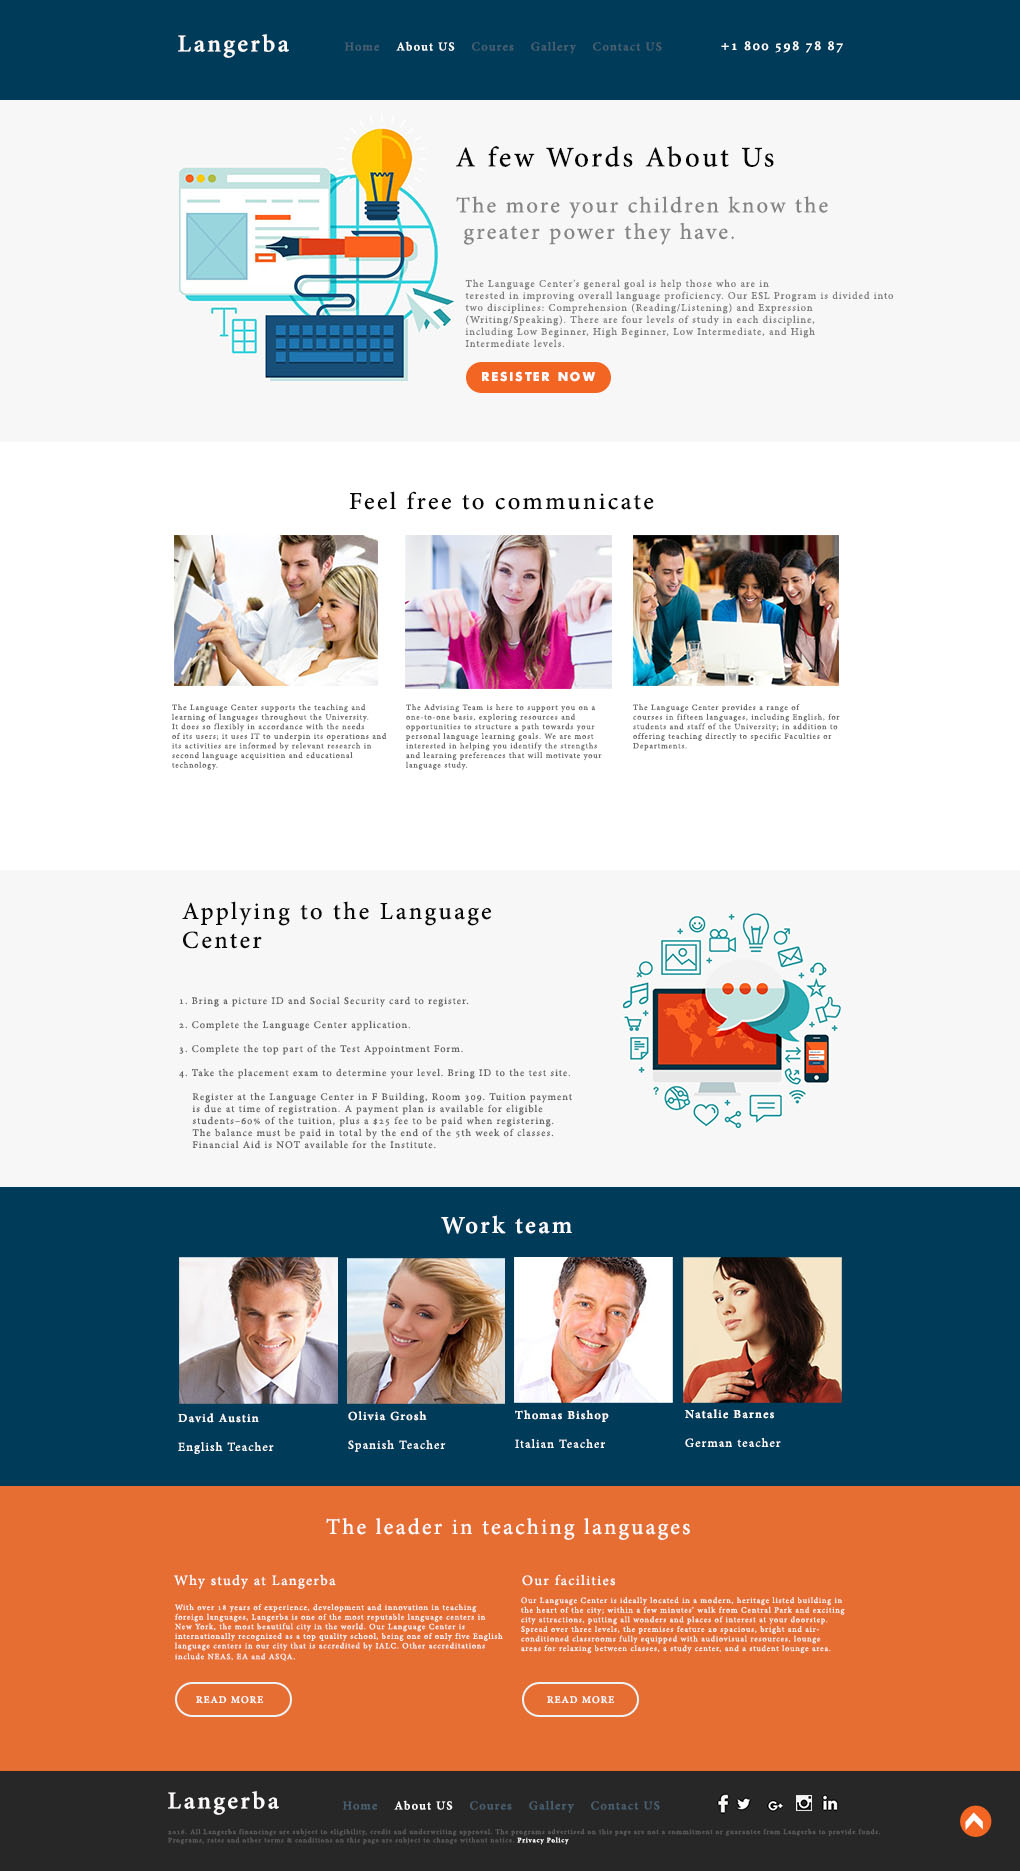 Langerba
Home About US Coures Gallery Contact US
+1 800 598 78 87
A few Words About Us
The more your children know the
greater power they have.
The Language Center's general goal is help those who are in
terested in improving overall language proficiency. Our ESL Program is divided into
two disciplines: Comprehension (Reading/Listening) and Expression
(Writing/Speaking). There are four levels of study in each discipline,
including Low Beginner, High Beginner, Low Intermediate, and High
Intermediate levels.
RESISTER NOW
T
Feel free to communicate
The Language Center supports the teaching and
learning of languages throughout the University.
It does so flexibly in accordance with the needs
of its users; it uses IT to underpin its operations and
its activities are informed by relevant research in
second language acquisition and educational
technology.
The Advising Team is here to support you on a
one-to-one basis, exploring resources and
opportunities to structure a path towards your
personal language learning goals. We are most
interested in helping you identify the strengths
and learning preferences that will motivate your
language study.
The Language Center provides a range of
courses in fifteen languages, including English, for
students and staff of the University; in addition to
offering teaching directly to specific Faculties or
Departments.
Applying to the Language
Center
1. Bring a picture ID and Social Security card to register.
2. Complete the Language Center application.
3. Complete the top part of the Test Appointment Form.
4. Take the placement exam to determine your level. Bring ID to the test site.
Register at the Language Center in F Building, Room 309. Tuition payment
is due at time of registration. A payment plan is available for eligible
students–60% of the tuition, plus a $25 fee to be paid when registering.
The balance must be paid in total by the end of the 5th week of classes.
Financial Aid is NOT available for the Institute.
?
Work team
David Austin
English Teacher
Olivia Grosh
Spanish Teacher
Thomas Bishop
Italian Teacher
Natalie Barnes
German teacher
The leader in teaching languages
Why study at Langerba
With over 18 years of experience, development and innovation in teaching
foreign languages, Langerba is one of the most reputable language centers in
New York, the most beautiful city in the world. Our Language Center is
internationally recognized as a top quality school, being one of only five English
language centers in our city that is accredited by IALC. Other accreditations
include NEAS, EA and ASQA.
READ MORE
Our facilities
Our Language Center is ideally located in a modern, heritage listed building in
the heart of the city; within a few minutes' walk from Central Park and exciting
city attractions, putting all wonders and places of interest at your doorstep.
Spread over three levels, the premises feature 20 spacious, bright and air-
conditioned classrooms fully equipped with audiovisual resources, lounge
areas for relaxing between classes, a study center, and a student lounge area.
READ MORE
Langerba
Home About US Coures Gallery Contact US
f G+ in
2016. All Langerba financings are subject to eligibility, credit and underwriting approval. The programs advertised on this page are not a commitment or guarantee from Langerba to provide funds.
Programs, rates and other terms & conditions on this page are subject to change without notice. Privacy Policy